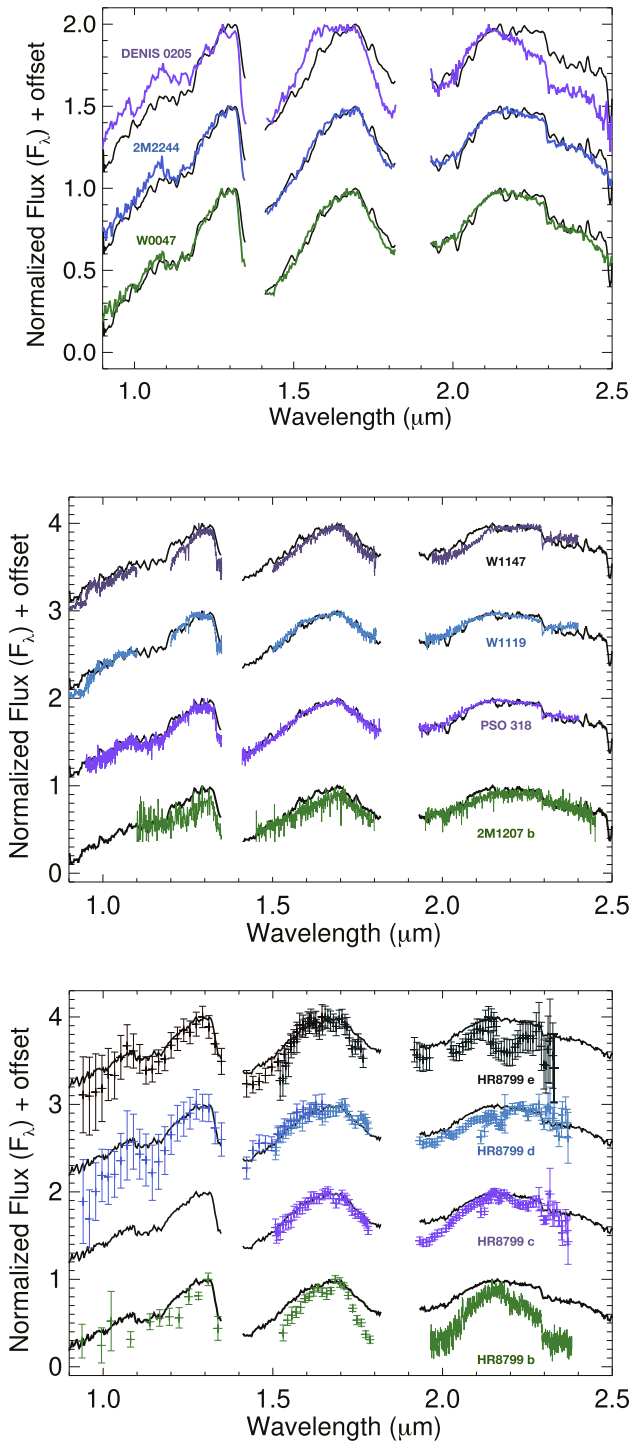 Normalized Flux (Fλ) + offset
2.0
1.5
1.0
0.5
0.0
DENIS 0205
2M2244
W0047
1.0 1.5 2.0 2.5
Wavelength (μm)
Normalized Flux (Fλ) + offset
4
3
2
1
0
W1147
W1119
PSO 318
2M1207 b
1.0 1.5 2.0 2.5
Wavelength (μm)
Normalized Flux (Fλ) + offset
4
3
2
1
0
HR8799 e
HR8799 d
HR8799 c
HR8799 b
1.0 1.5 2.0 2.5
Wavelength (μm)